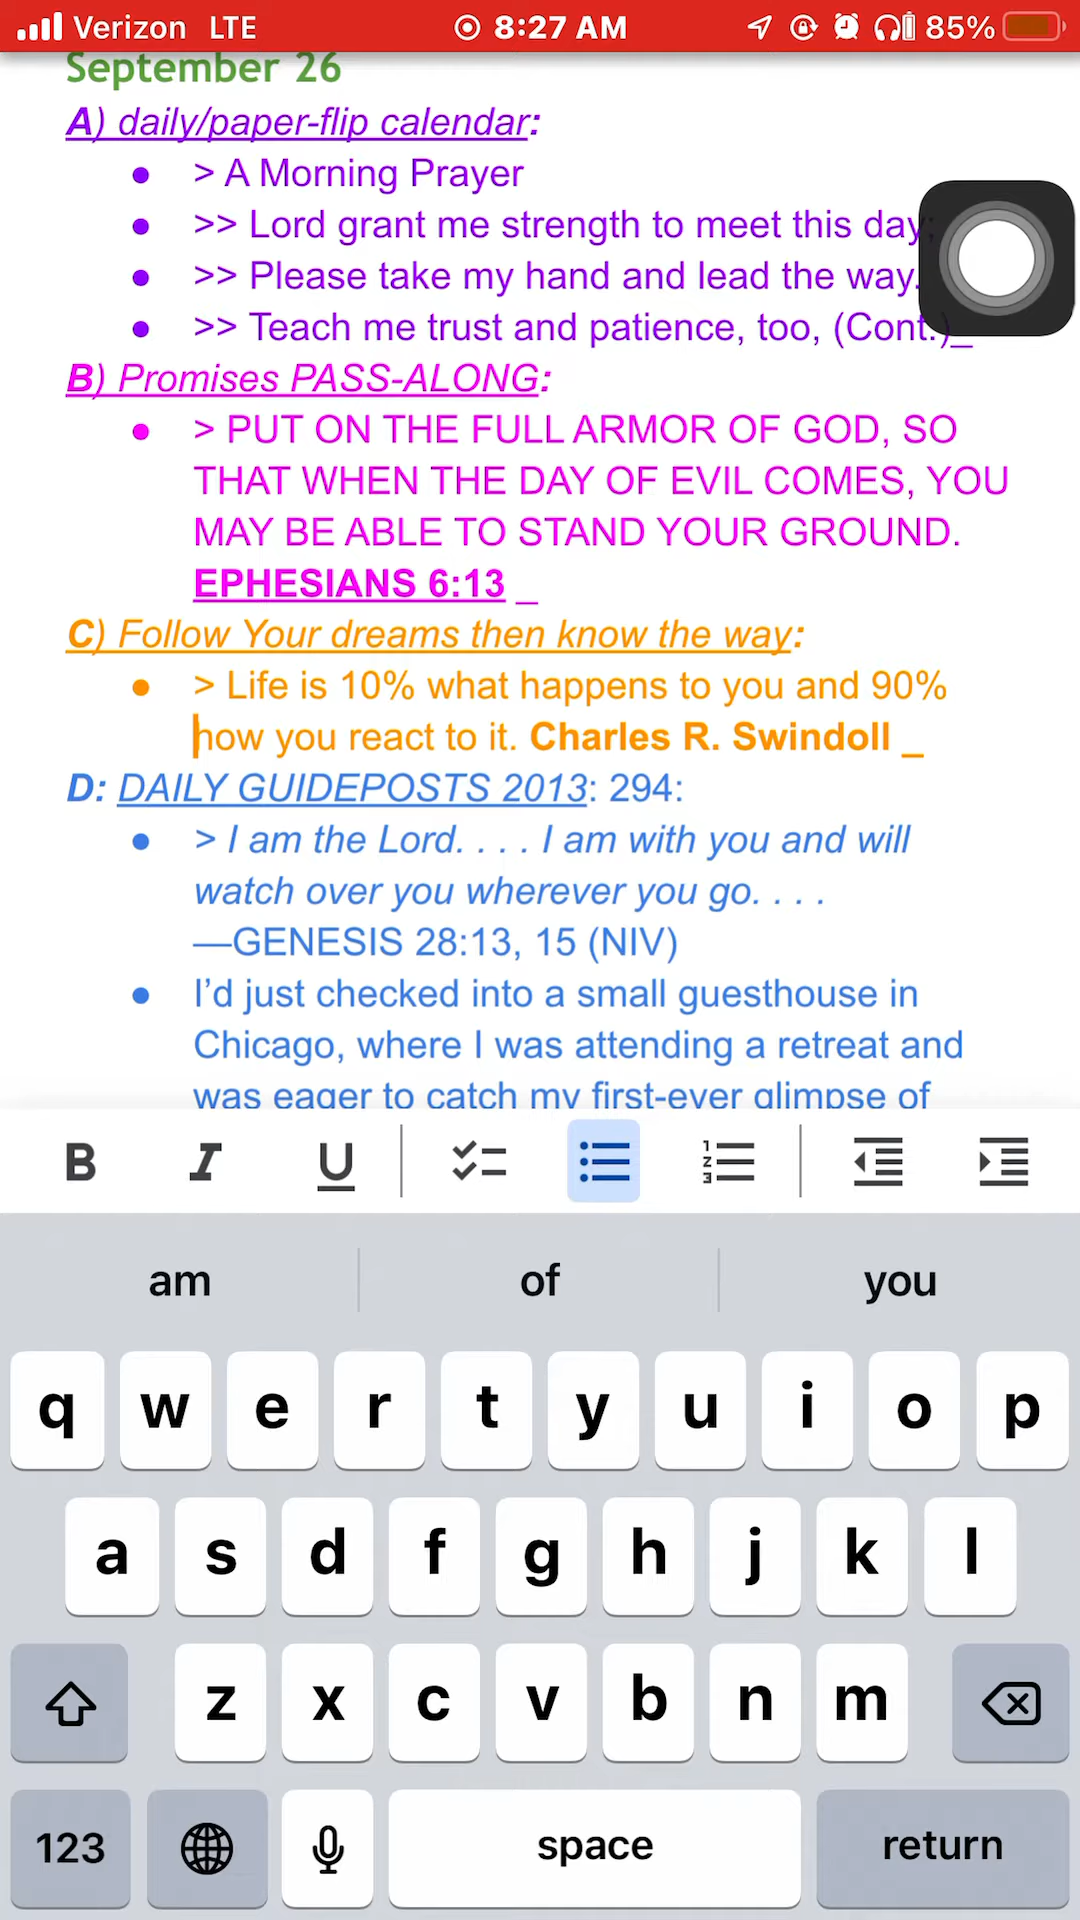 Verizon LTE 8:27 AM 85%
September 26
A) daily/paper-flip calendar:
● > A Morning Prayer
● >> Lord grant me strength to meet this day;
● >> Please take my hand and lead the way.
● >> Teach me trust and patience, too, (Cont.)_
B) Promises PASS-ALONG:
● > PUT ON THE FULL ARMOR OF GOD, SO
THAT WHEN THE DAY OF EVIL COMES, YOU
MAY BE ABLE TO STAND YOUR GROUND.
EPHESIANS 6:13 _
C) Follow Your dreams then know the way:
● > Life is 10% what happens to you and 90%
how you react to it. Charles R. Swindoll _
D: DAILY GUIDEPOSTS 2013: 294:
● > I am the Lord. . . . I am with you and will
watch over you wherever you go. . . .
—GENESIS 28:13, 15 (NIV)
● I’d just checked into a small guesthouse in
Chicago, where I was attending a retreat and
was eager to catch my first-ever glimpse of
B I U
am of you
q w e r t y u i o p
a s d f g h j k l
z x c v b n m
123 space return